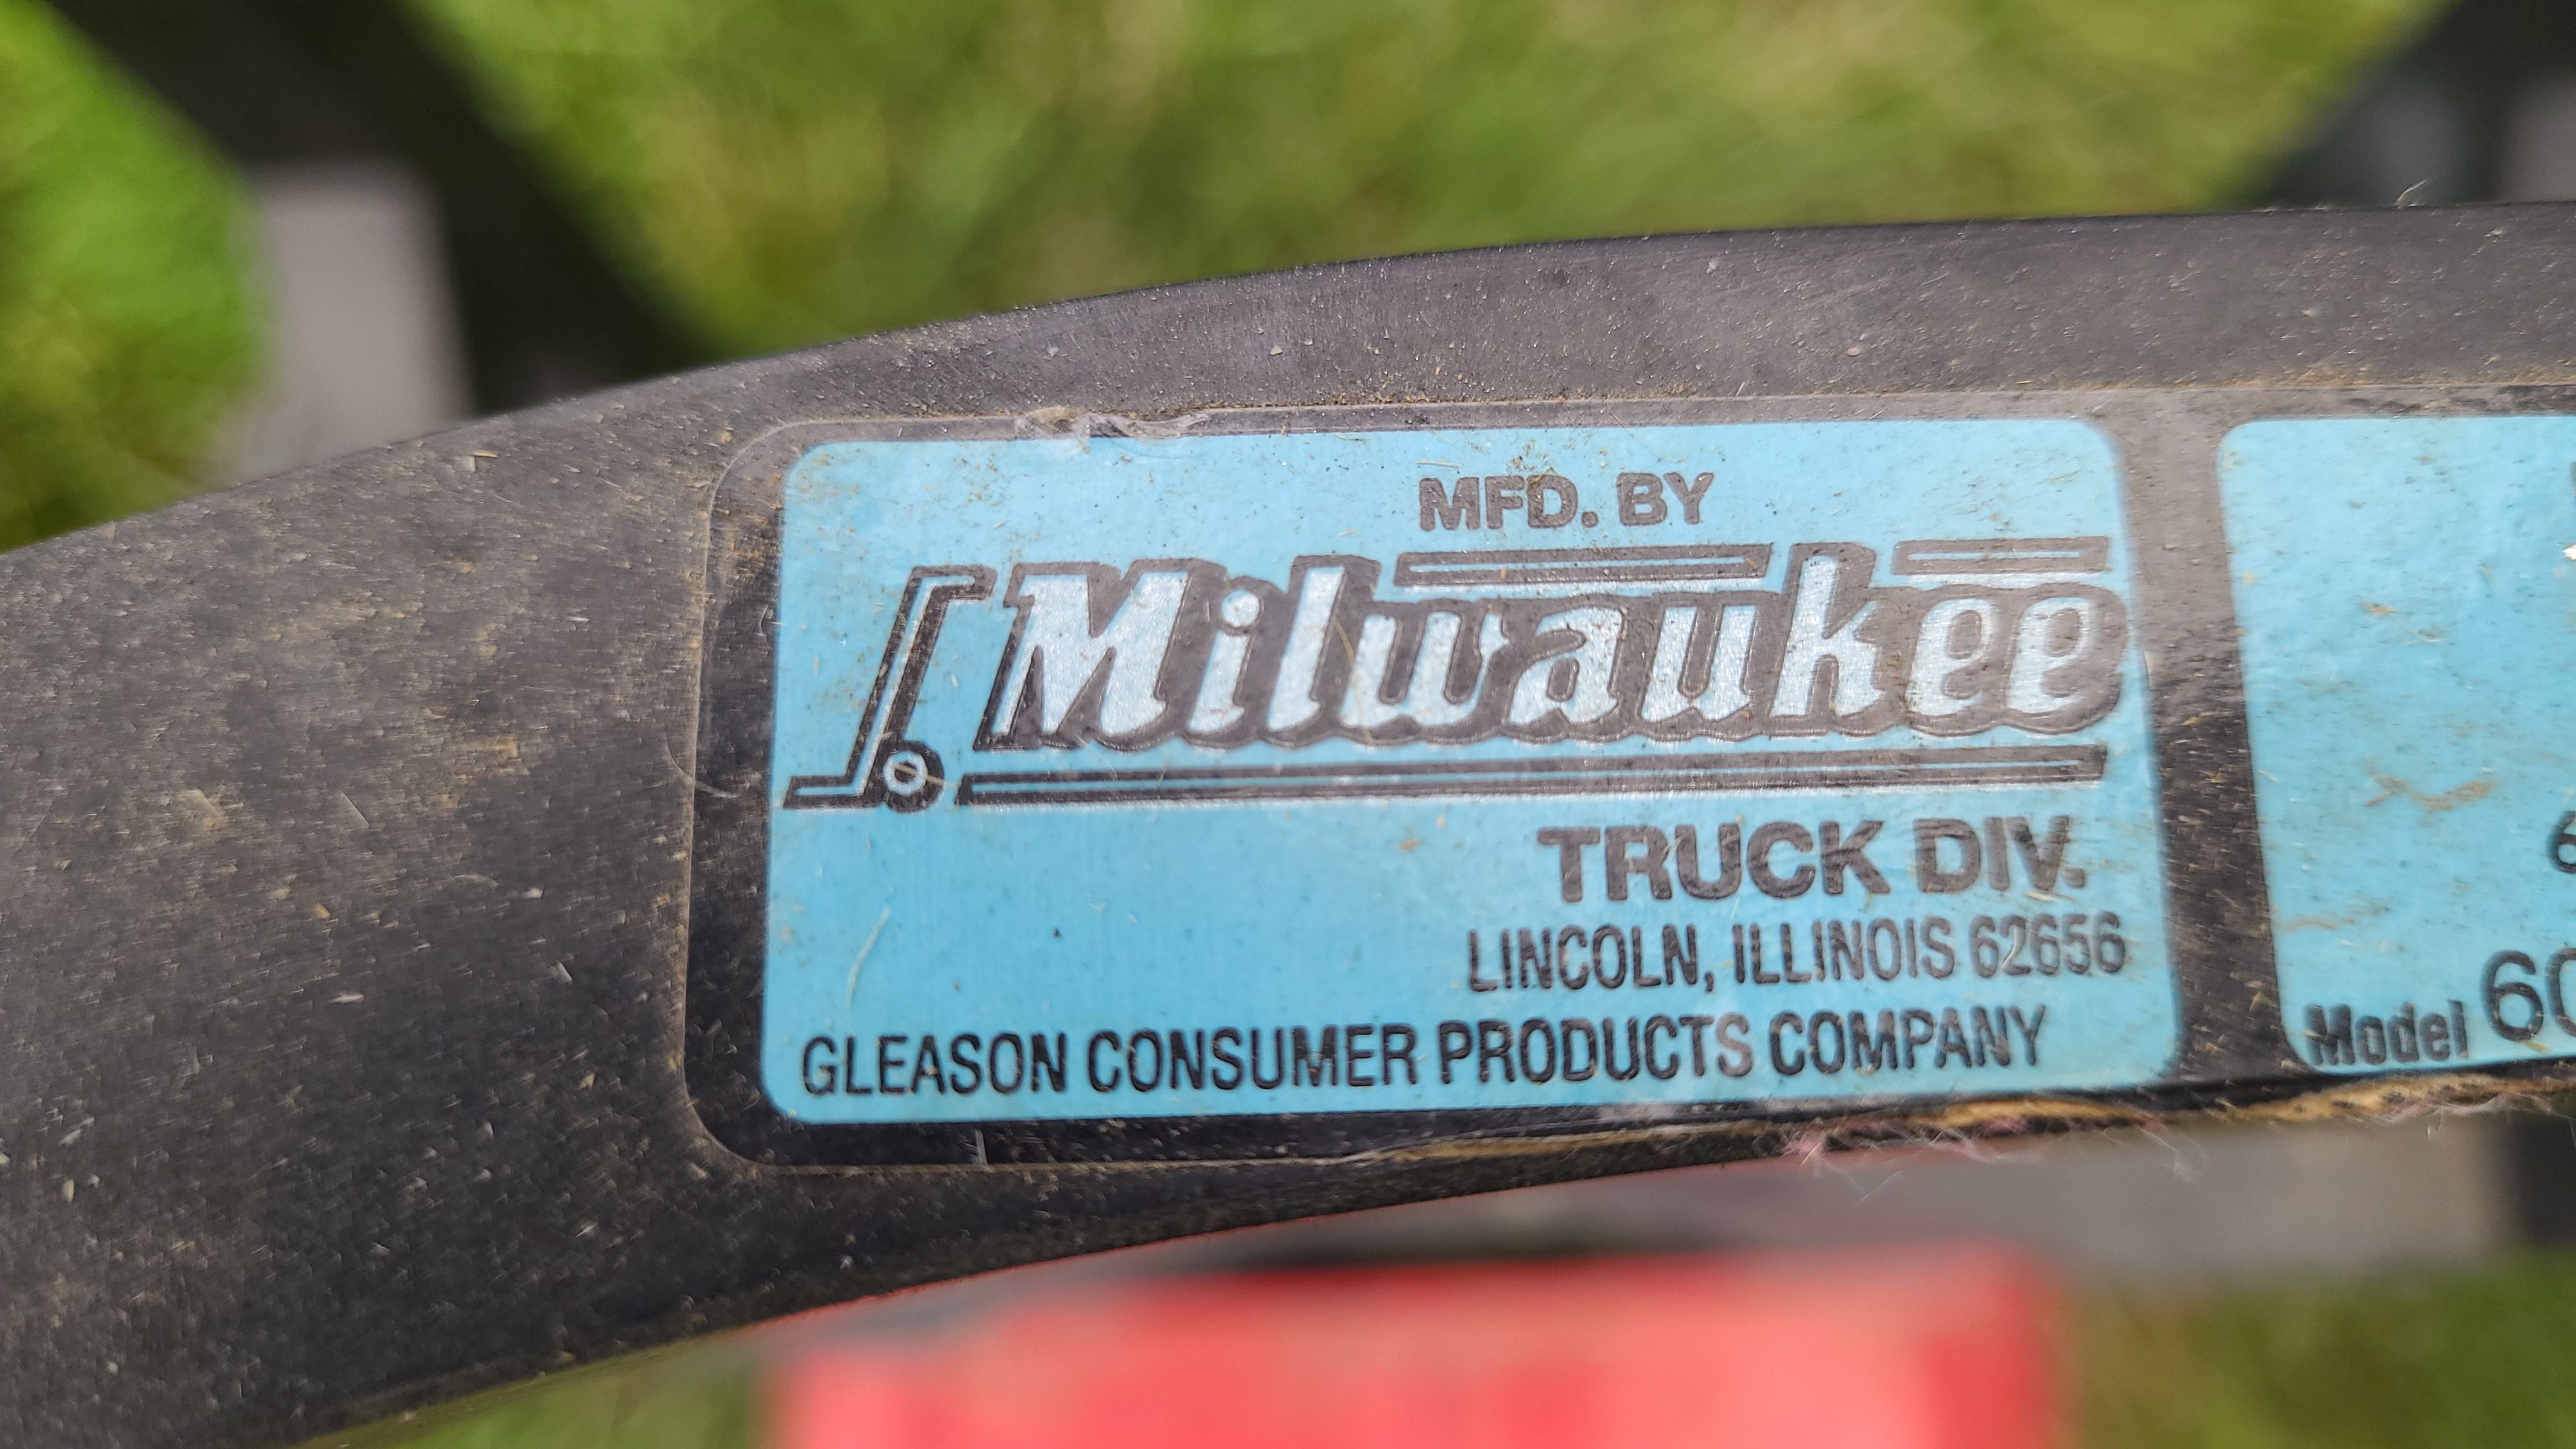 MFD. BY
Milwaukee
TRUCK DIV.
LINCOLN, ILLINOIS 62656
GLEASON CONSUMER PRODUCTS COMPANY
Model